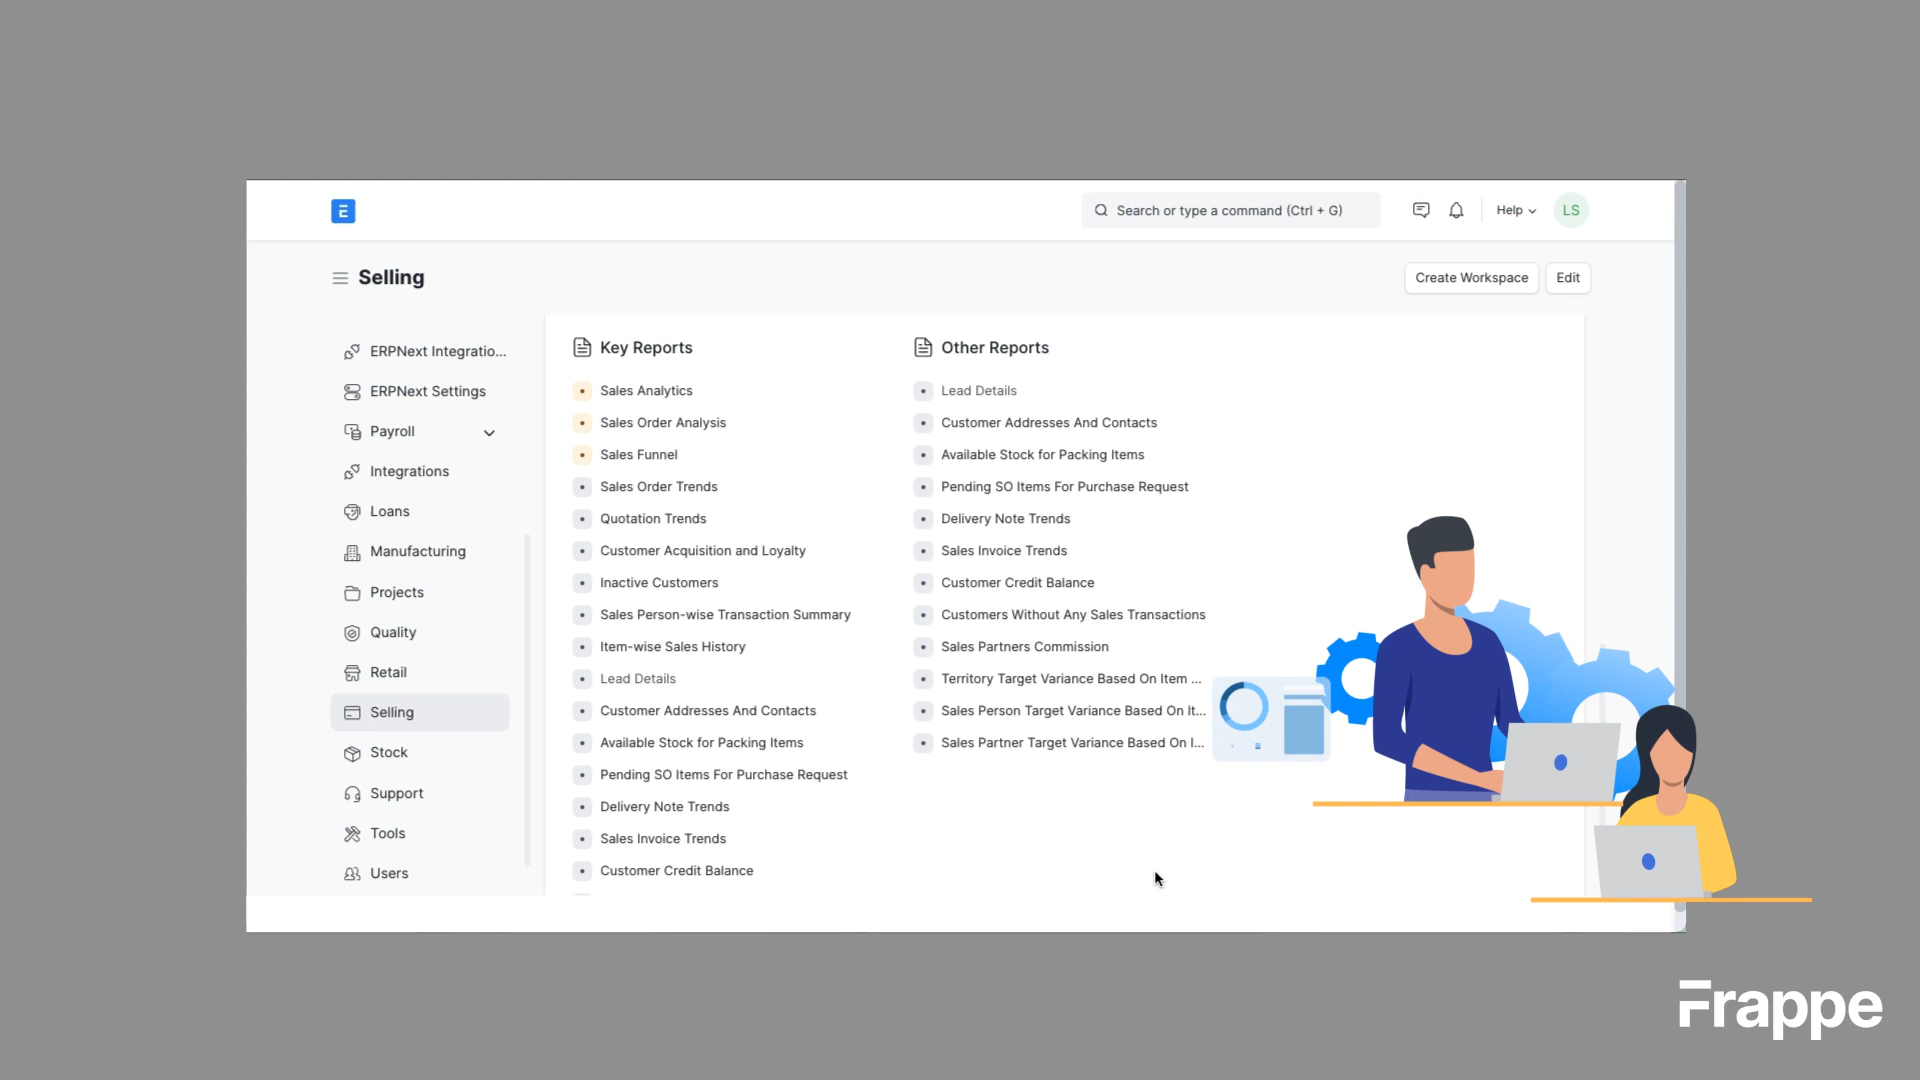 E
Search or type a command (Ctrl + G)
Help
LS
Selling
Create Workspace
Edit
ERPNext Integratio...
ERPNext Settings
Payroll
Integrations
Loans
Manufacturing
Projects
Quality
Retail
Selling
Stock
Support
Tools
Users
Key Reports
Sales Analytics
Sales Order Analysis
Sales Funnel
Sales Order Trends
Quotation Trends
Customer Acquisition and Loyalty
Inactive Customers
Sales Person-wise Transaction Summary
Item-wise Sales History
Lead Details
Customer Addresses And Contacts
Available Stock for Packing Items
Pending SO Items For Purchase Request
Delivery Note Trends
Sales Invoice Trends
Customer Credit Balance
Other Reports
Lead Details
Customer Addresses And Contacts
Available Stock for Packing Items
Pending SO Items For Purchase Request
Delivery Note Trends
Sales Invoice Trends
Customer Credit Balance
Customers Without Any Sales Transactions
Sales Partners Commission
Territory Target Variance Based On Item ...
Sales Person Target Variance Based On It...
Sales Partner Target Variance Based On I...
Frappe